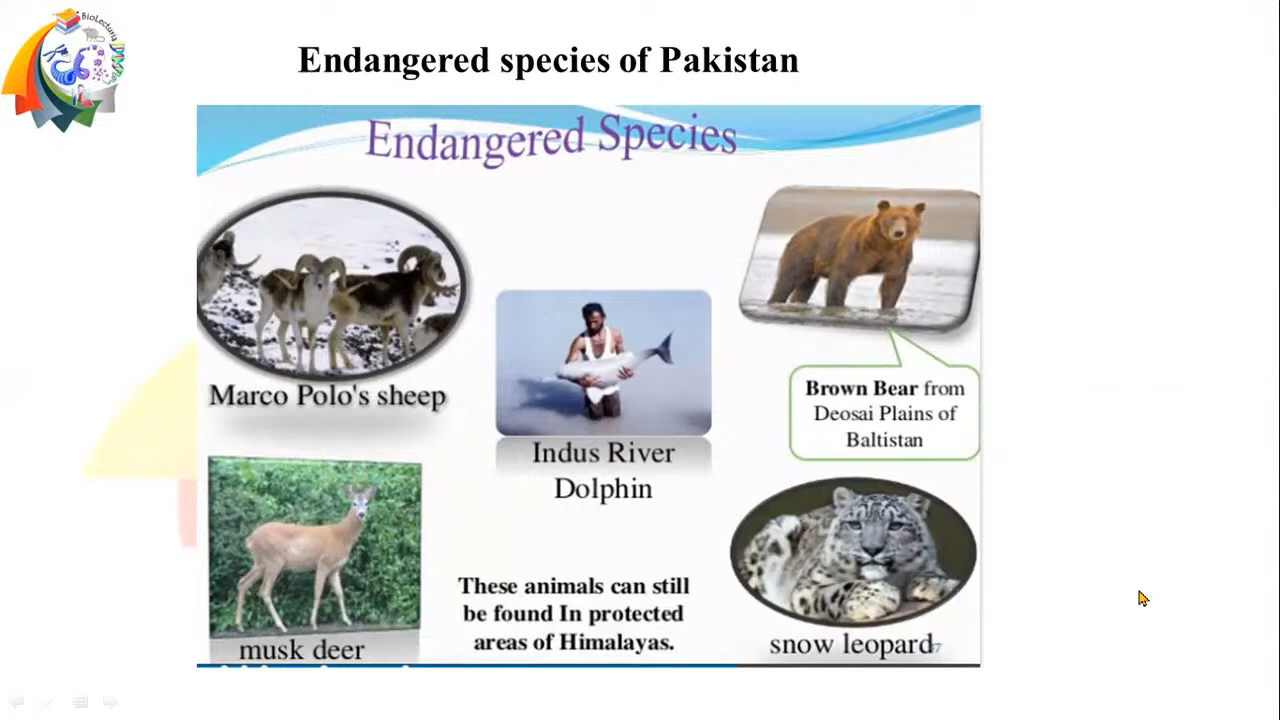 BioLecturia
Endangered species of Pakistan
Endangered Species
Marco Polo's sheep
Brown Bear from
Deosai Plains of
Baltistan
Indus River
Dolphin
These animals can still
be found In protected
areas of Himalayas.
musk deer
snow leopard